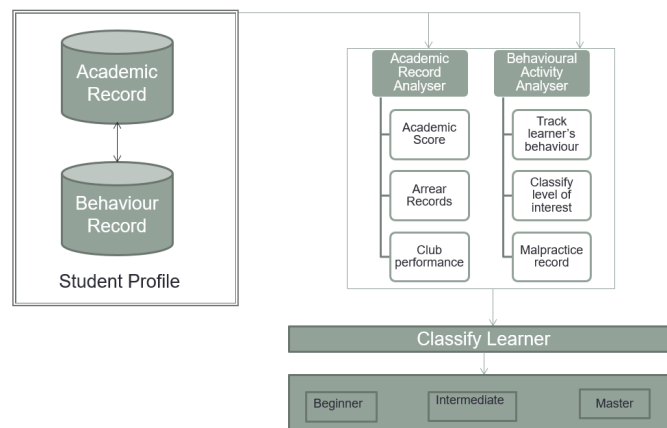 Academic
Record
Behaviour
Record
Student Profile
Academic
Record
Analyser
Academic
Score
Arrear
Records
Club
performance
Behavioural
Activity
Analyser
Track
learner's
behaviour
Classify
level of
interest
Malpractice
record
Classify Learner
Beginner
Intermediate
Master